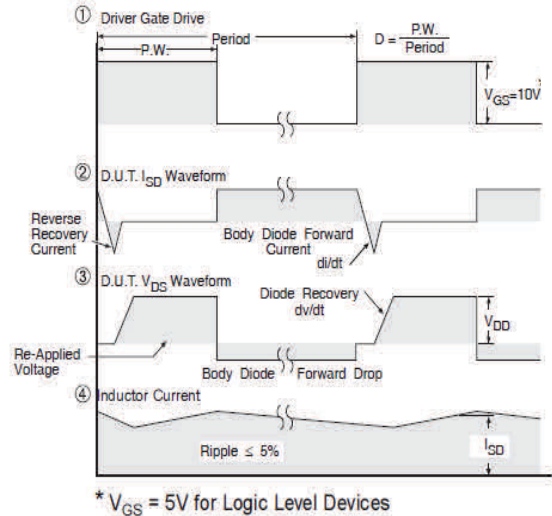 ① Driver Gate Drive
Period
P.W.
D = P.W. / Period
VGS=10V*
② D.U.T. ISD Waveform
Reverse
Recovery
Current
Body Diode Forward
Current
di/dt
③ D.U.T. VDS Waveform
Diode Recovery
dv/dt
VDD
Re-Applied
Voltage
Body Diode Forward Drop
④ Inductor Current
Ripple ≤ 5%
ISD
* VGS = 5V for Logic Level Devices